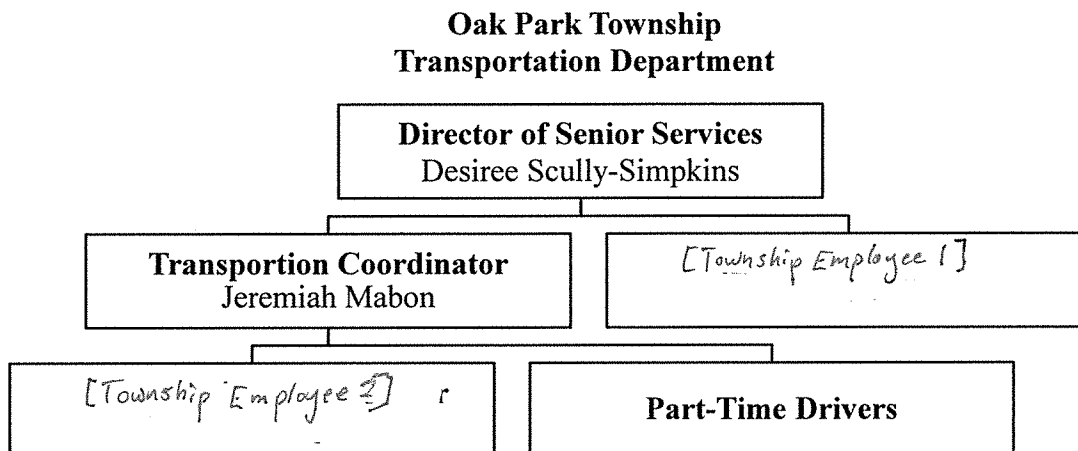 Oak Park Township
Transportation Department
Director of Senior Services
Desiree Scully-Simpkins
Transportion Coordinator
Jeremiah Mabon
[Township Employee 1]
[Township Employee 2]
Part-Time Drivers